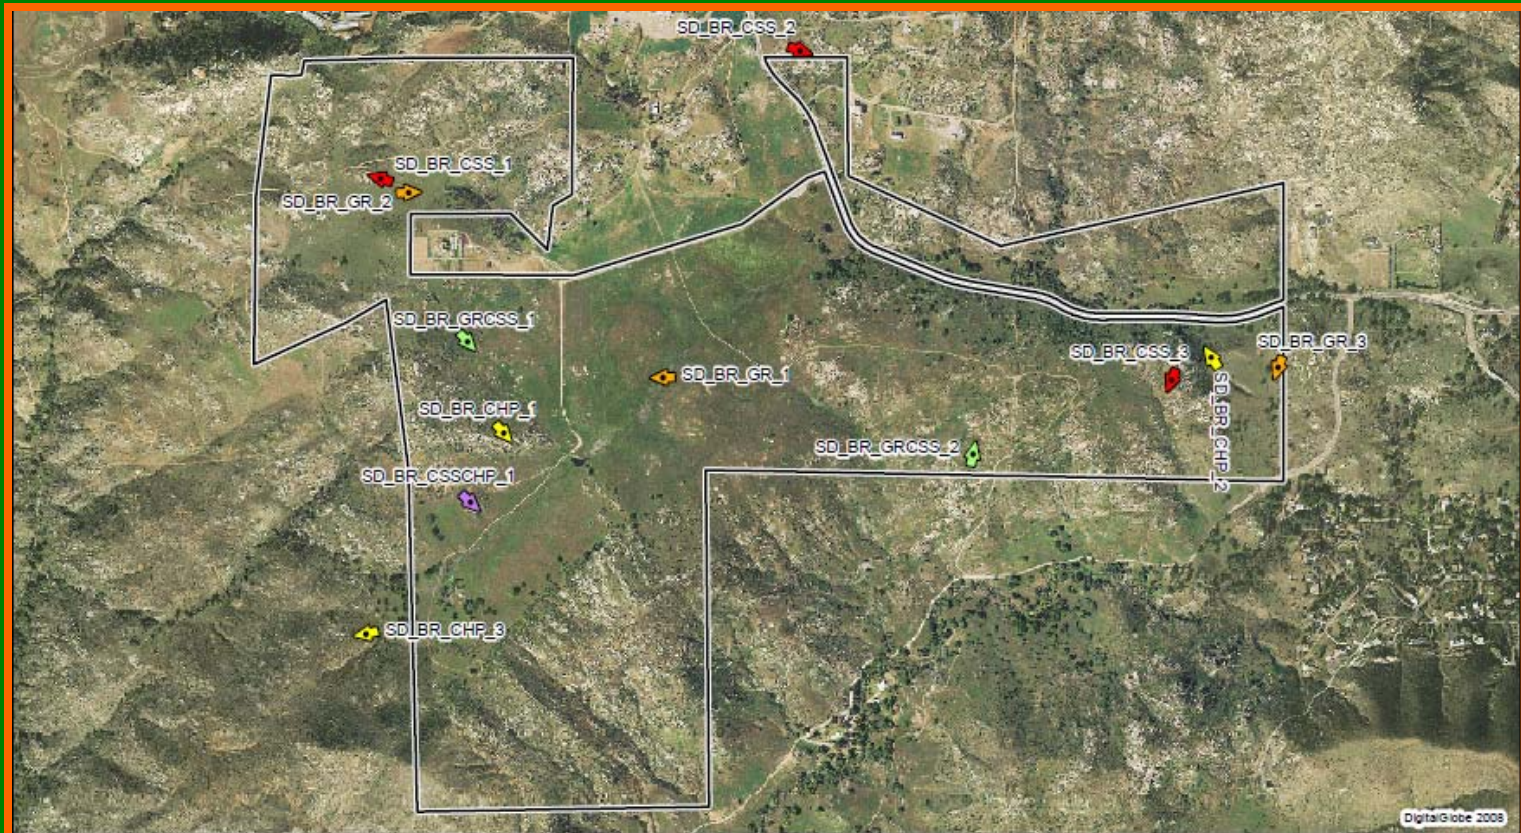 SD_BR_CSS_2
SD_BR_CSS_1
SD_BR_GR_2
SD_BR_GRCSS_1
SD_BR_GR_3
SD_BR_CSS_3
SD_BR_GR_1
SD_BR_CHP_2
SD_BR_CHP_1
SD_BR_GRCSS_2
SD_BR_CSSCHP_1
SD_BR_CHP_3
DigitalGlobe 2008